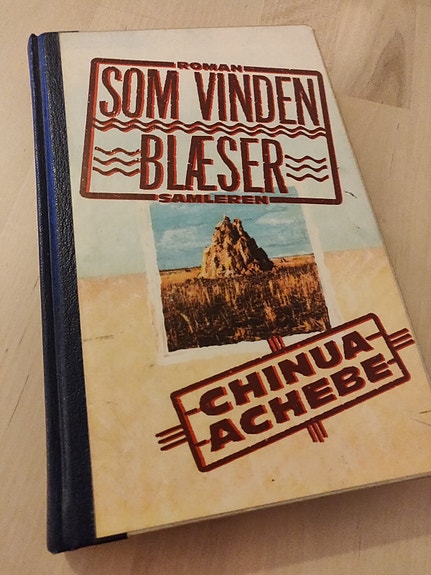 ROMAN
SOM VINDEN
BLÆSER
SAMLEREN
CHINUA
ACHEBE